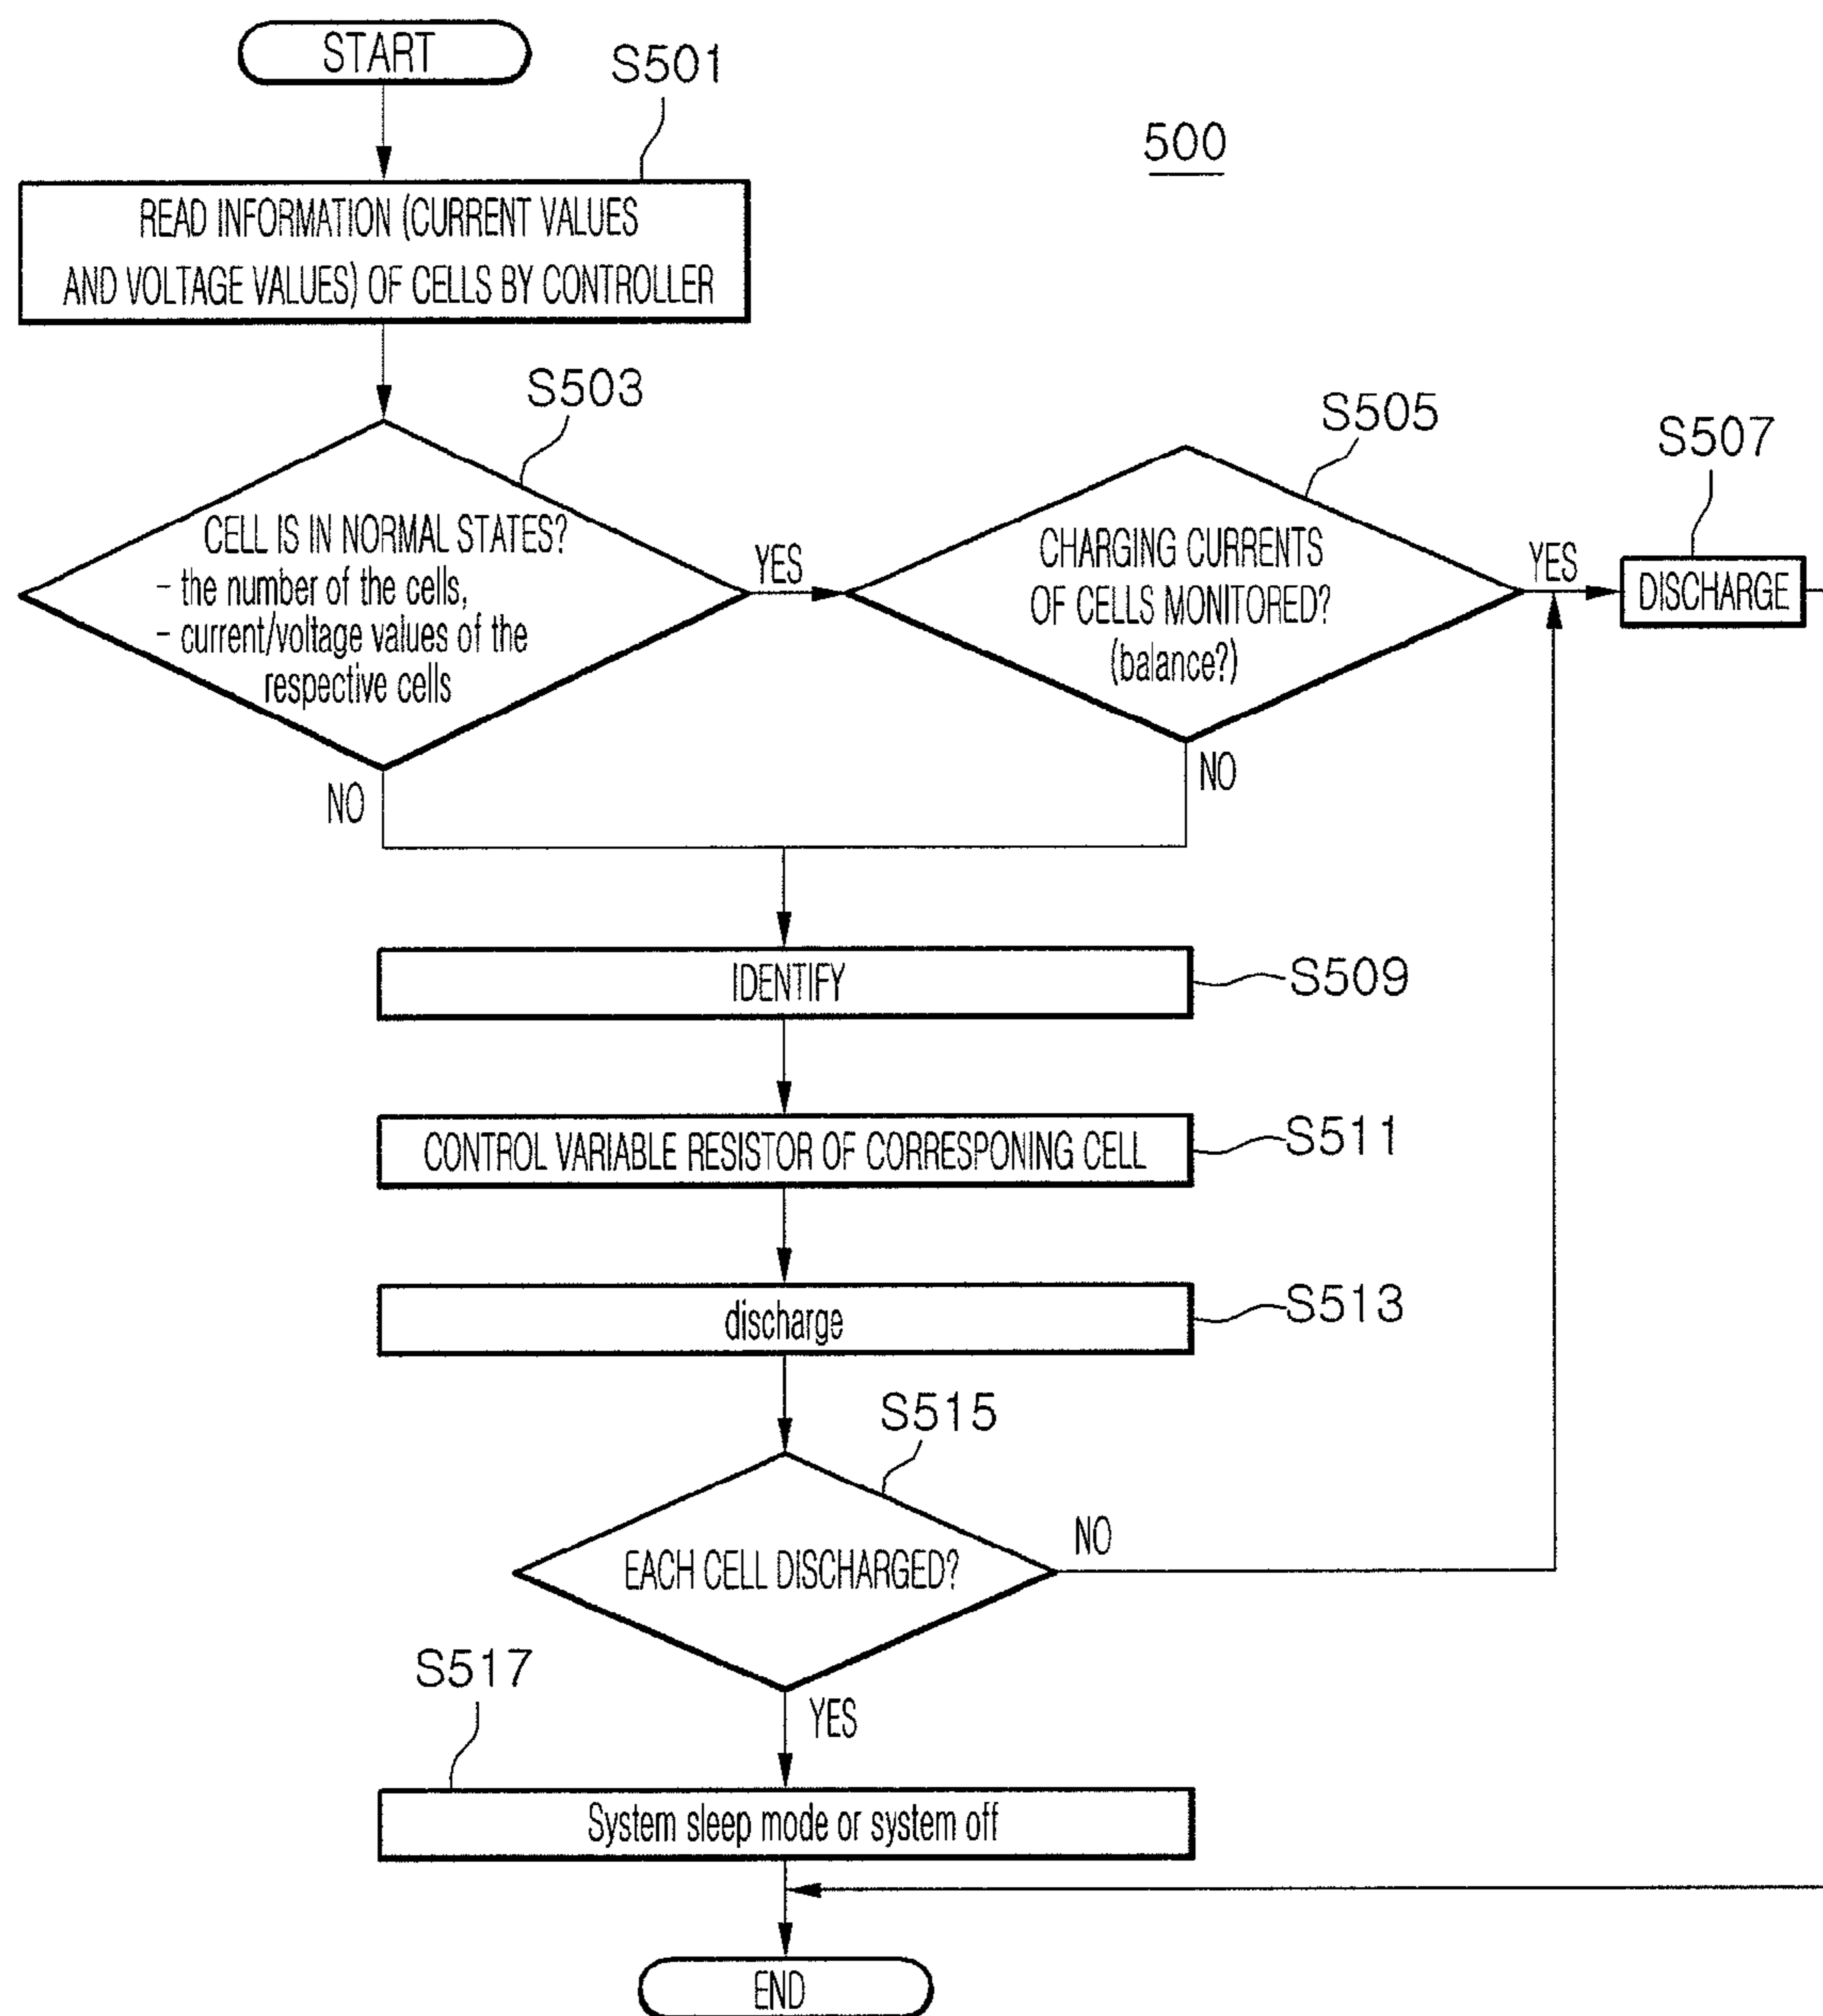 START
S501
500
READ INFORMATION (CURRENT VALUES
AND VOLTAGE VALUES) OF CELLS BY CONTROLLER
S503
S505
S507
CELL IS IN NORMAL STATES?
- the number of the cells,
- current/voltage values of the
respective cells
YES
CHARGING CURRENTS
OF CELLS MONITORED?
(balance?)
YES
DISCHARGE
NO
NO
IDENTIFY
S509
CONTROL VARIABLE RESISTOR OF CORRESPONING CELL
S511
discharge
S513
S515
EACH CELL DISCHARGED?
NO
S517
YES
System sleep mode or system off
END